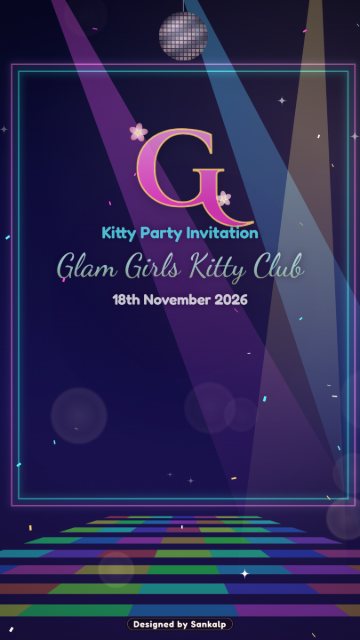 G
Kitty Party Invitation
Glam Girls Kitty Club
18th November 2026
Designed by Sankalp